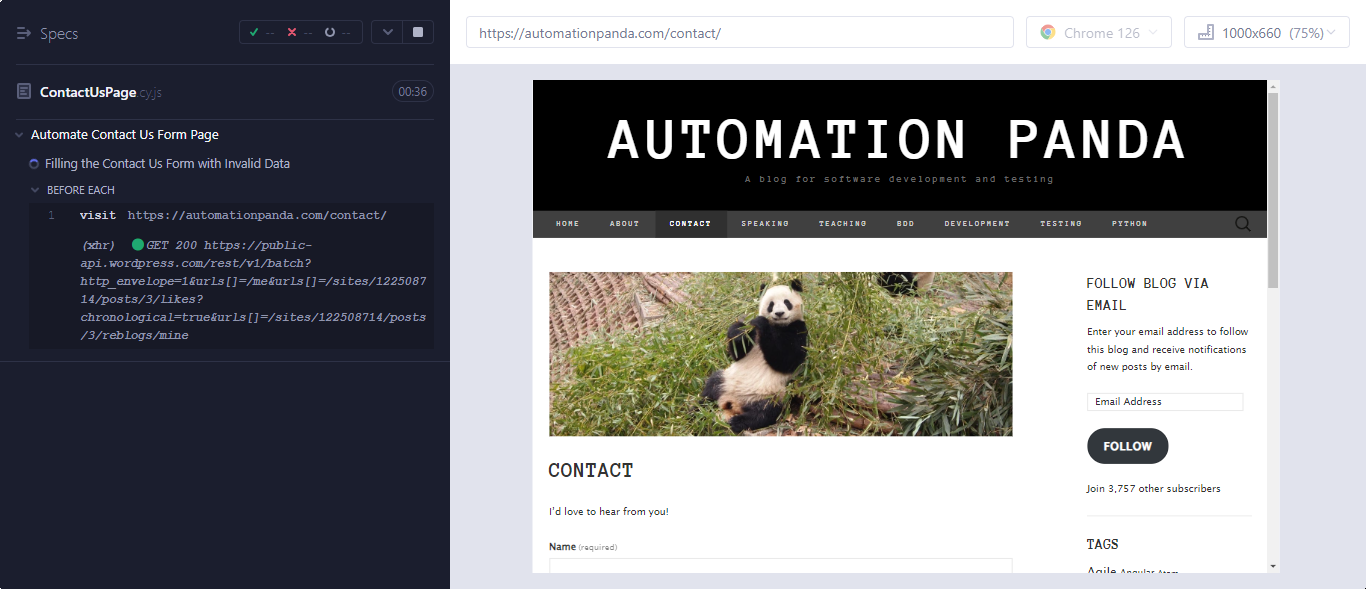 Specs
-- -- --
ContactUsPage.cy.js
00:36
Automate Contact Us Form Page
Filling the Contact Us Form with Invalid Data
BEFORE EACH
1 visit https://automationpanda.com/contact/
(xhr) GET 200 https://public-
api.wordpress.com/rest/v1/batch?
http_envelope=1&urls[]=/me&urls[]=/sites/1225087
14/posts/3/likes?
chronological=true&urls[]=/sites/122508714/posts
/3/reblogs/mine
https://automationpanda.com/contact/
Chrome 126
1000x660 (75%)
AUTOMATION PANDA
A blog for software development and testing
HOME ABOUT CONTACT SPEAKING TEACHING BDD DEVELOPMENT TESTING PYTHON
CONTACT
I'd love to hear from you!
Name (required)
FOLLOW BLOG VIA
EMAIL
Enter your email address to follow
this blog and receive notifications
of new posts by email.
Email Address
FOLLOW
Join 3,757 other subscribers
TAGS
Agile Angular Atom